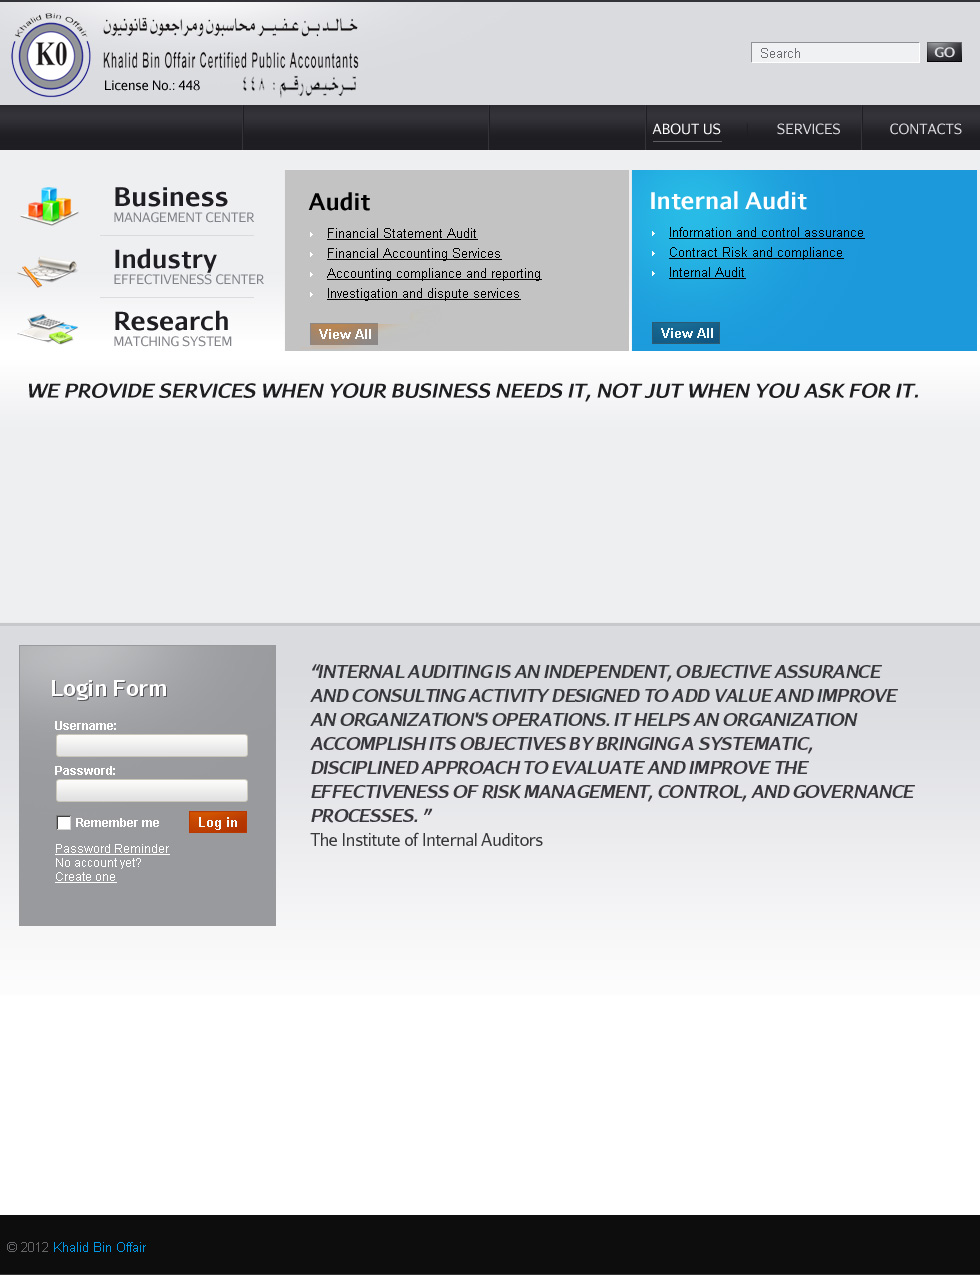 Khalid Bin Offair
KO
خالد بن عفير محاسبون ومراجعون قانونيون
Khalid Bin Offair Certified Public Accountants
License No.: 448 ترخيص رقم : ٤٤٨
Search GO
ABOUT US SERVICES CONTACTS
Business
MANAGEMENT CENTER
Industry
EFFECTIVENESS CENTER
Research
MATCHING SYSTEM
Audit
Financial Statement Audit
Financial Accounting Services
Accounting compliance and reporting
Investigation and dispute services
View All
Internal Audit
Information and control assurance
Contract Risk and compliance
Internal Audit
View All
WE PROVIDE SERVICES WHEN YOUR BUSINESS NEEDS IT, NOT JUT WHEN YOU ASK FOR IT.
Login Form
Username:
Password:
Remember me Log in
Password Reminder
No account yet?
Create one
“INTERNAL AUDITING IS AN INDEPENDENT, OBJECTIVE ASSURANCE
AND CONSULTING ACTIVITY DESIGNED TO ADD VALUE AND IMPROVE
AN ORGANIZATION'S OPERATIONS. IT HELPS AN ORGANIZATION
ACCOMPLISH ITS OBJECTIVES BY BRINGING A SYSTEMATIC,
DISCIPLINED APPROACH TO EVALUATE AND IMPROVE THE
EFFECTIVENESS OF RISK MANAGEMENT, CONTROL, AND GOVERNANCE
PROCESSES. ”
The Institute of Internal Auditors
© 2012 Khalid Bin Offair